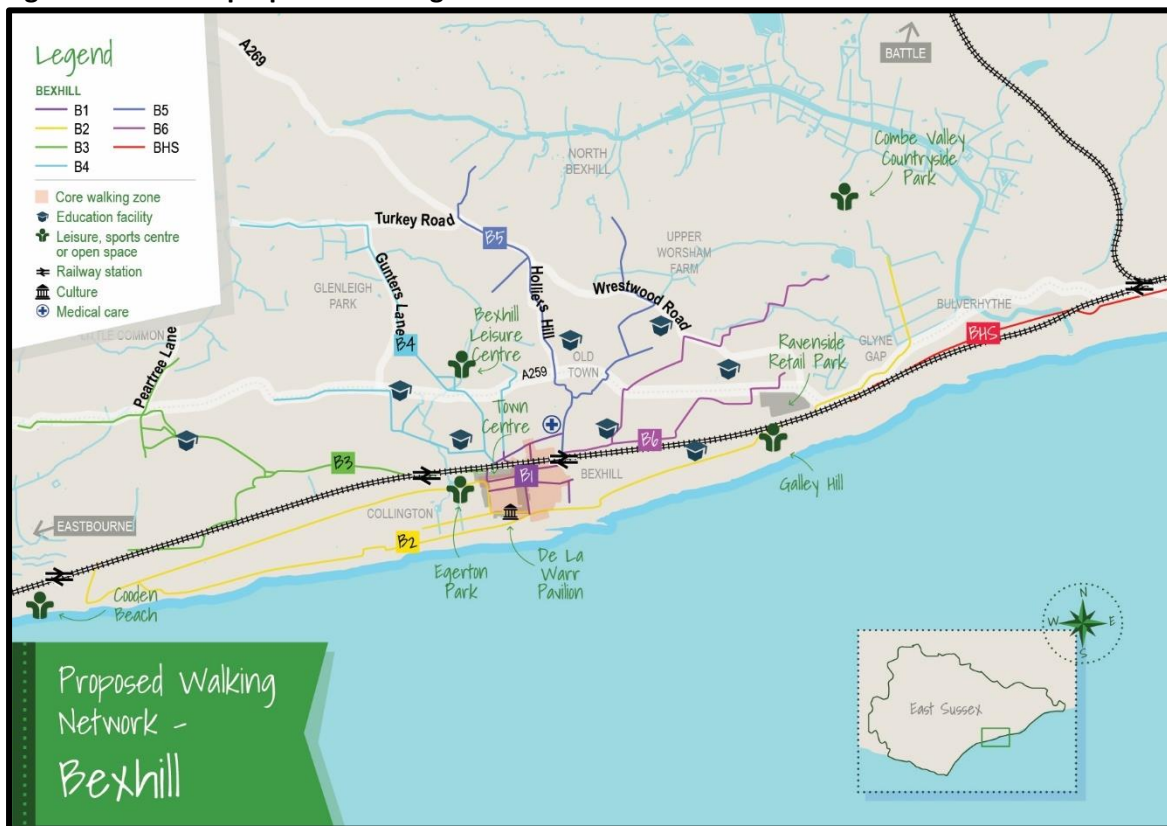 Legend
BEXHILL
B1
B2
B3
B4
B5
B6
BHS
Core walking zone
Education facility
Leisure, sports centre
or open space
Railway station
Culture
Medical care
A269
BATTLE
Combe Valley
Countryside
Park
NORTH
BEXHILL
Turkey Road
B5
UPPER
WORSHAM
FARM
GLENLEIGH
PARK
Gunters Lane
Holliers Hill
Wrestwood Road
BULVERHYTHE
BHS
Peartree Lane
B4
Bexhill
Leisure
Centre
OLD
TOWN
A259
Ravenside
Retail Park
GLYNE
GAP
Town
Centre
B3
B6
B1
BEXHILL
Galley Hill
COLLINGTON
EASTBOURNE
B2
Egerton
Park
De La
Warr
Pavilion
Cooden
Beach
N
W
E
S
East Sussex
Proposed Walking
Network -
Bexhill